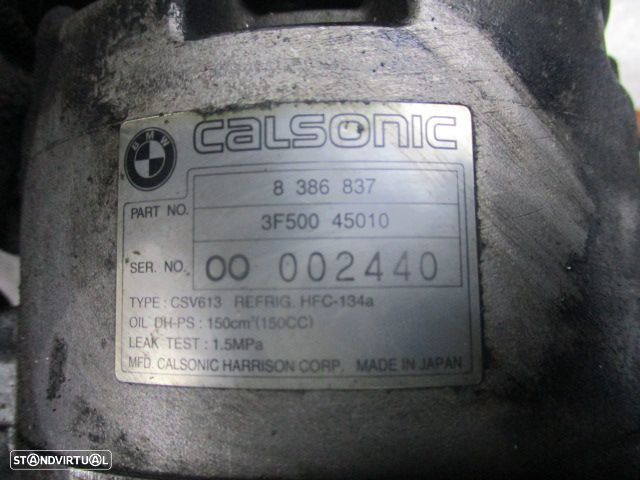 BMW
CALSONIC
8 386 837
PART NO. 3F500 45010
SER. NO. 00 002440
TYPE : CSV613 REFRIG. HFC-134a
OIL DH-PS : 150cm³(150CC)
LEAK TEST : 1.5MPa
MFD. CALSONIC HARRISON CORP. MADE IN JAPAN
STANDVIRTUAL